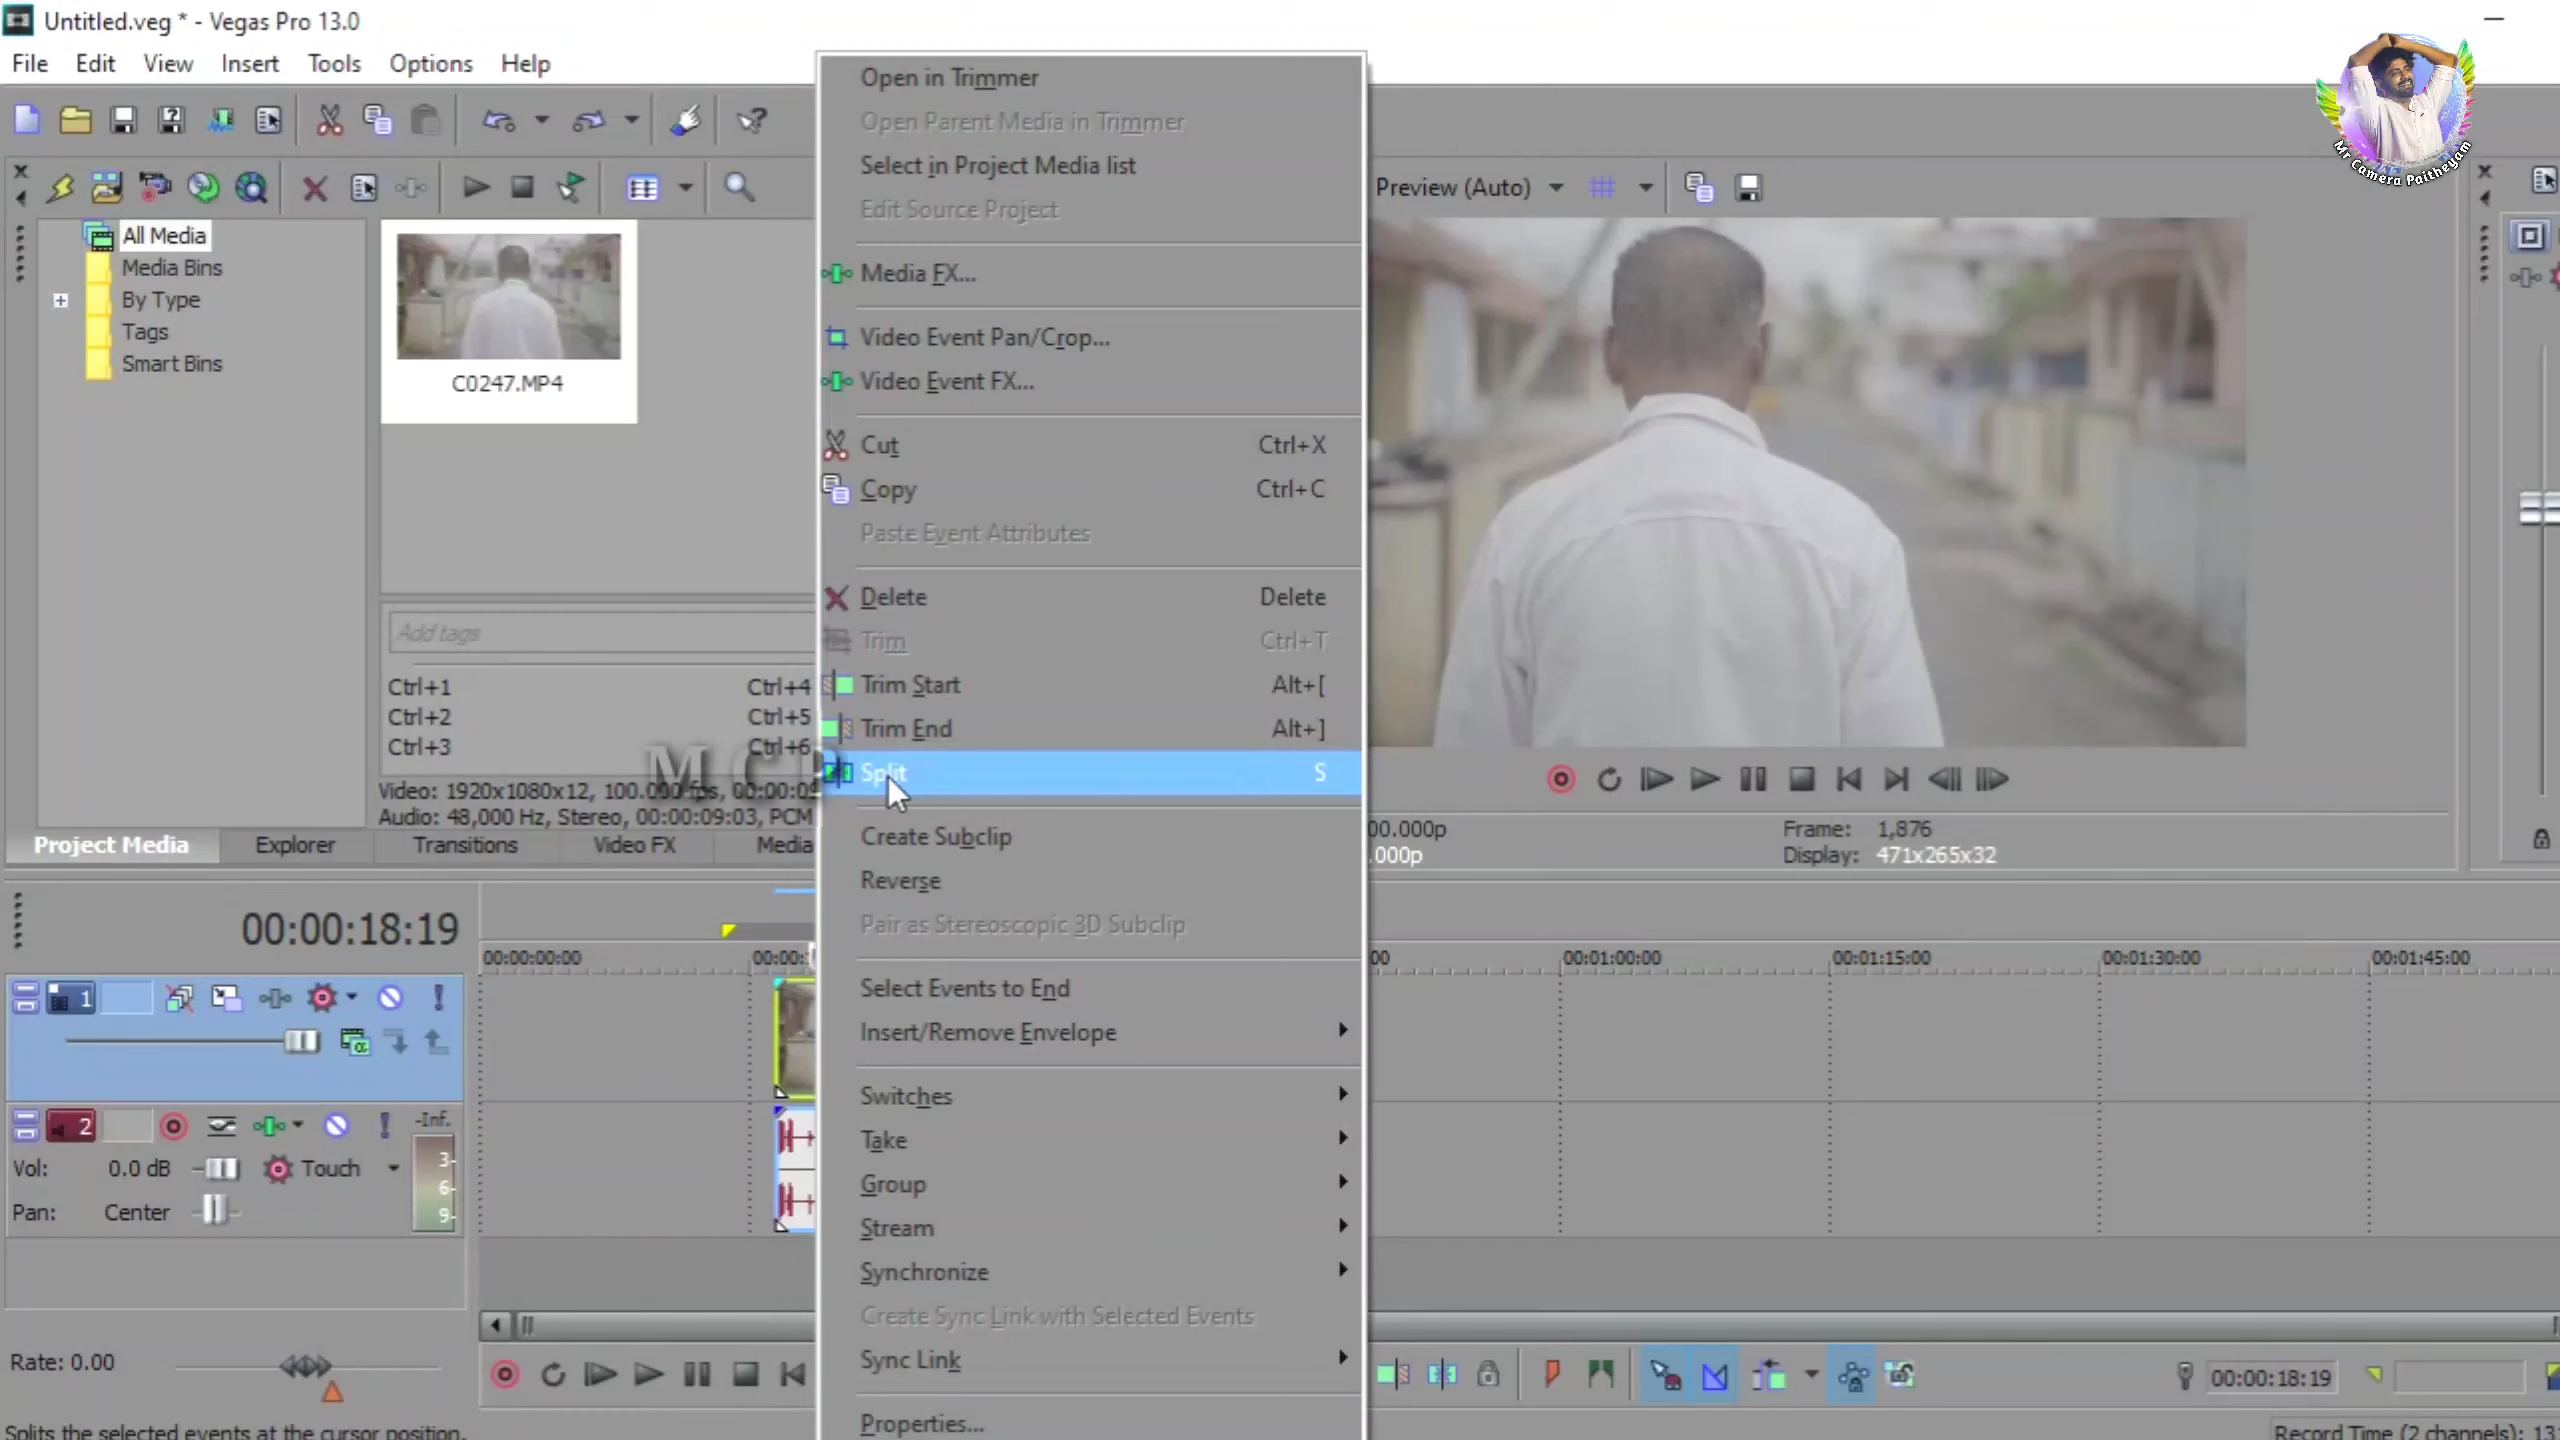 Untitled.veg * - Vegas Pro 13.0
File Edit View Insert Tools Options Help
Mr Camera Paitheyam
Preview (Auto)
All Media
Media Bins
By Type
Tags
Smart Bins
C0247.MP4
Add tags
Ctrl+1 Ctrl+4
Ctrl+2 Ctrl+5
Ctrl+3 Ctrl+6
M C P
Video: 1920x1080x12, 100.000 fps, 00:00:09
Audio: 48,000 Hz, Stereo, 00:00:09:03, PCM
Project Media Explorer Transitions Video FX Media
Open in Trimmer
Open Parent Media in Trimmer
Select in Project Media list
Edit Source Project
Media FX...
Video Event Pan/Crop...
Video Event FX...
Cut Ctrl+X
Copy Ctrl+C
Paste Event Attributes
Delete Delete
Trim Ctrl+T
Trim Start Alt+[
Trim End Alt+]
Split S
Create Subclip
Reverse
Pair as Stereoscopic 3D Subclip
Select Events to End
Insert/Remove Envelope
Switches
Take
Group
Stream
Synchronize
Create Sync Link with Selected Events
Sync Link
Properties...
00.000p Frame: 1,876
.000p Display: 471x265x32
00:00:18:19
00:00:00:00 00:00: 00 00:01:00:00 00:01:15:00 00:01:30:00 00:01:45:00
1
2 -Inf.
Vol: 0.0 dB Touch 3-
6-
Pan: Center 9-
Rate: 0.00
00:00:18:19
Splits the selected events at the cursor position.
Record Time (2 channels): 13